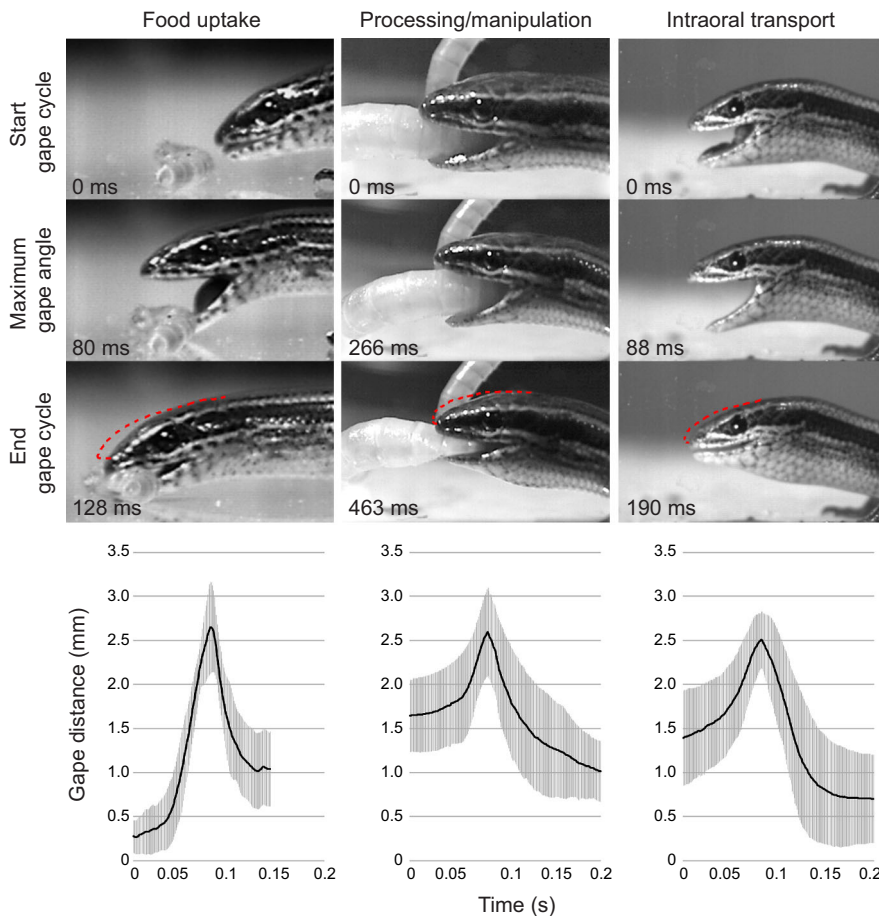 Food uptake
Processing/manipulation
Intraoral transport
Start
gape cycle
0 ms
0 ms
0 ms
Maximum
gape angle
80 ms
266 ms
88 ms
End
gape cycle
128 ms
463 ms
190 ms
Gape distance (mm)
3.5
3.0
2.5
2.0
1.5
1.0
0.5
0
0 0.05 0.1 0.15 0.2
3.5
3.0
2.5
2.0
1.5
1.0
0.5
0
0 0.05 0.1 0.15 0.2
3.5
3.0
2.5
2.0
1.5
1.0
0.5
0
0 0.05 0.1 0.15 0.2
Time (s)